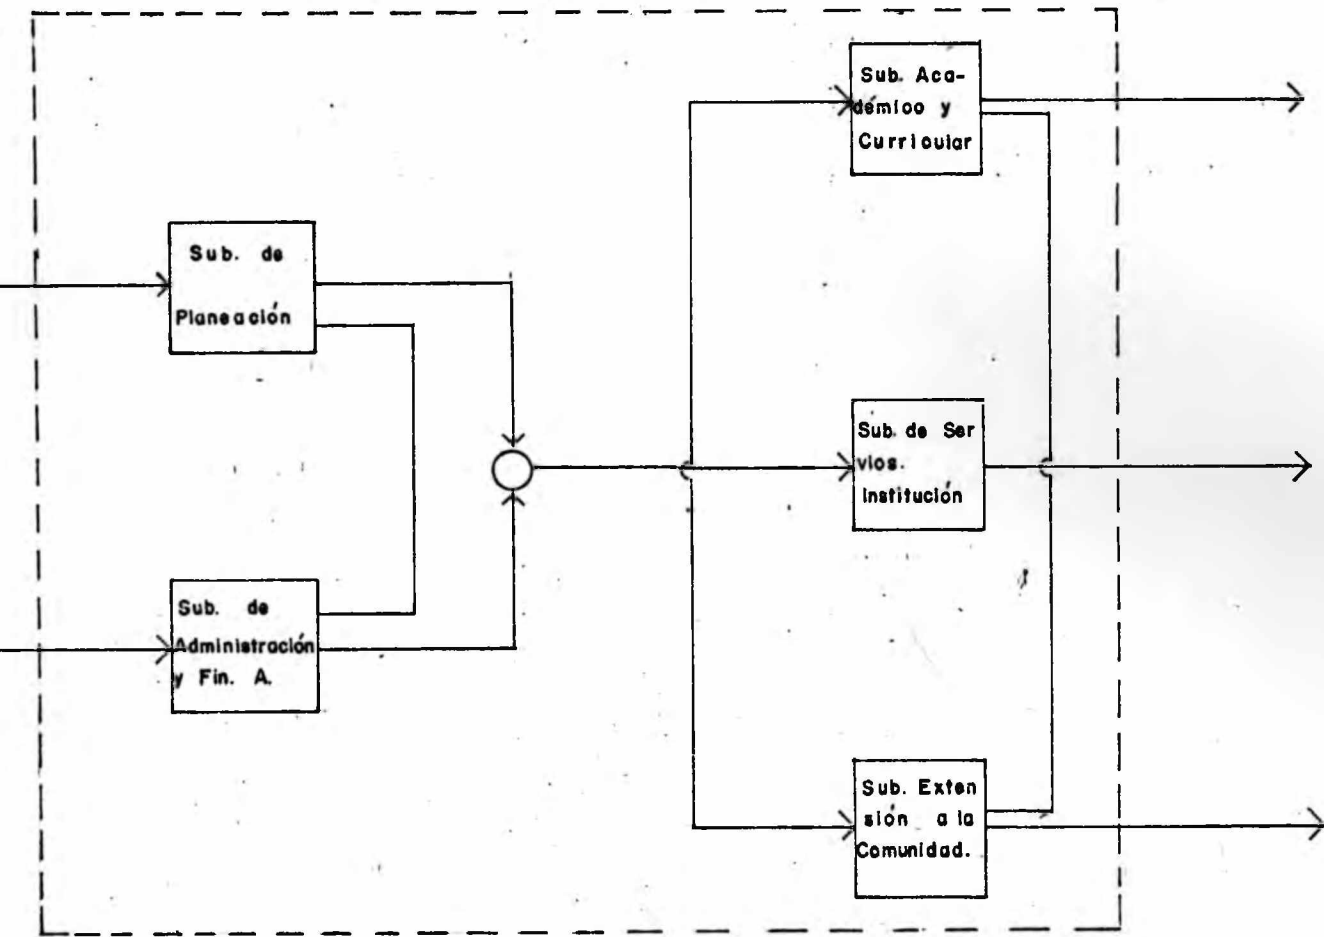 Sub. Aca-
démico y
Curricular
Sub. de
Planeación
Sub. de Ser
vios.
Institución
Sub. de
Administración
y Fin. A.
Sub. Exten
sión a la
Comunidad.